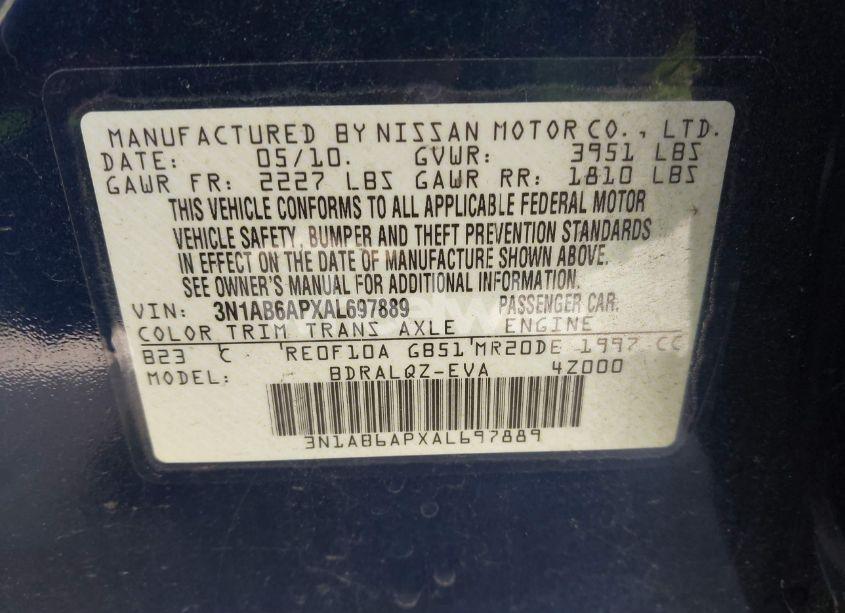 MANUFACTURED BY NISSAN MOTOR CO., LTD.
DATE: 05/10. GVWR: 3951 LBS
GAWR FR: 2227 LBS GAWR RR: 1810 LBS
THIS VEHICLE CONFORMS TO ALL APPLICABLE FEDERAL MOTOR
VEHICLE SAFETY, BUMPER AND THEFT PREVENTION STANDARDS
IN EFFECT ON THE DATE OF MANUFACTURE SHOWN ABOVE.
SEE OWNER'S MANUAL FOR ADDITIONAL INFORMATION.
VIN: 3N1AB6APXAL697889 PASSENGER CAR.
COLOR TRIM TRANS AXLE ENGINE
B23 C RE0F10A GB51 MR20DE 1997 CC
MODEL: BDRALQZ-EVA 4Z000
3N1AB6APXAL697889